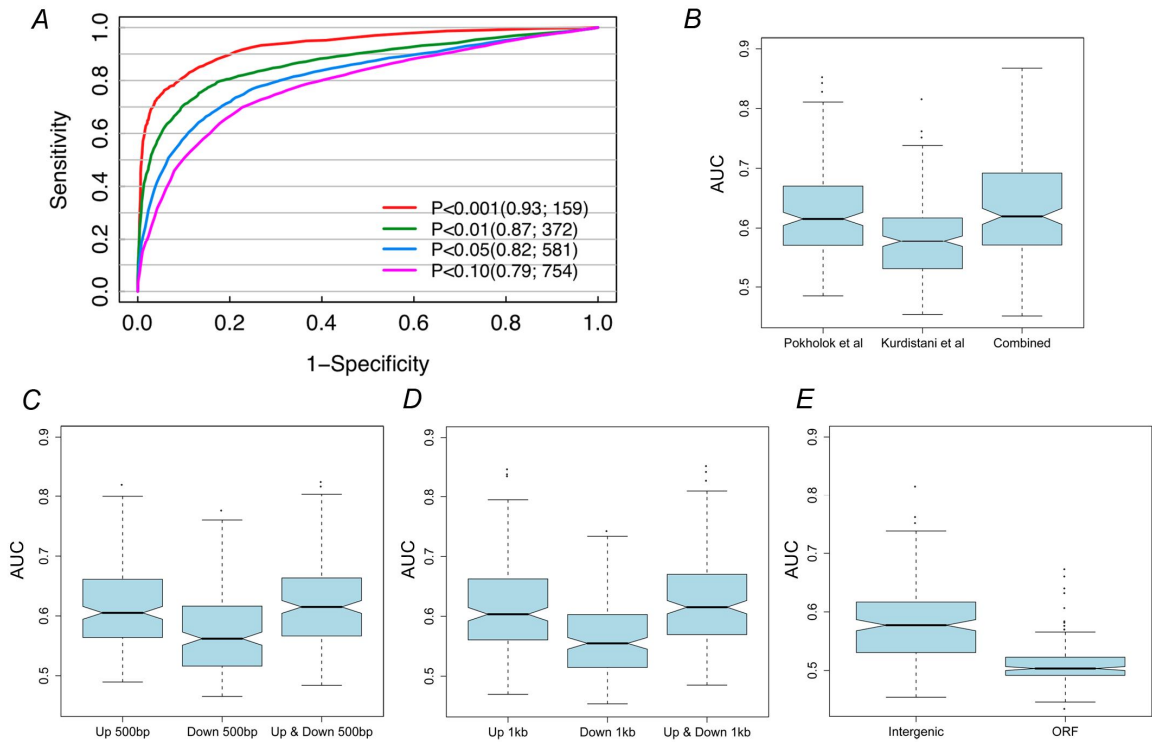 A
1.0
0.8
0.6
0.4
0.2
0.0
Sensitivity
P<0.001(0.93; 159)
P<0.01(0.87; 372)
P<0.05(0.82; 581)
P<0.10(0.79; 754)
0.0 0.2 0.4 0.6 0.8 1.0
1−Specificity
B
0.9
0.8
0.7
0.6
0.5
AUC
Pokholok et al Kurdistani et al Combined
C
0.9
0.8
0.7
0.6
0.5
AUC
Up 500bp Down 500bp Up & Down 500bp
D
0.9
0.8
0.7
0.6
0.5
AUC
Up 1kb Down 1kb Up & Down 1kb
E
0.9
0.8
0.7
0.6
0.5
AUC
Intergenic ORF